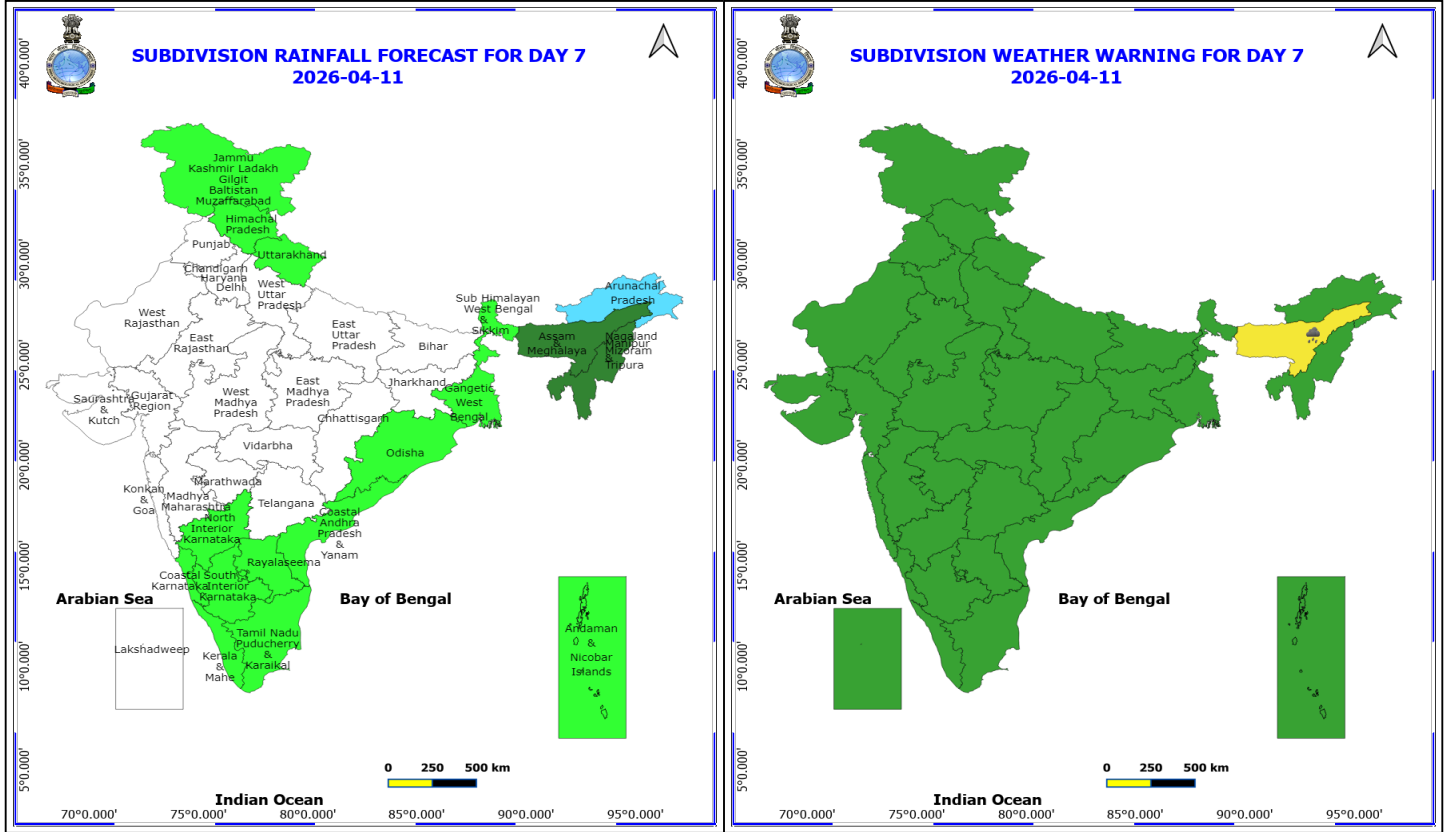 SUBDIVISION RAINFALL FORECAST FOR DAY 7
2026-04-11
40°0.000'
35°0.000'
30°0.000'
25°0.000'
20°0.000'
15°0.000'
10°0.000'
5°0.000'
Jammu
Kashmir Ladakh
Gilgit
Baltistan
Muzaffarabad
Himachal
Pradesh
Punjab
Uttarakhand
Chandigarh
Haryana
Delhi
West
Uttar
Pradesh
Arunachal
Pradesh
Sub Himalayan
West Bengal
&
Sikkim
West
Rajasthan
East
Rajasthan
East
Uttar
Pradesh
Bihar
Assam
&
Meghalaya
Nagaland
Manipur
Mizoram
&
Tripura
Jharkhand
Saurashtra
&
Kutch
Gujarat
Region
West
Madhya
Pradesh
East
Madhya
Pradesh
Gangetic
West
Bengal
Chhattisgarh
Vidarbha
Odisha
Konkan
&
Goa
Marathwada
Madhya
Maharashtra
Telangana
North
Interior
Karnataka
Coastal
Andhra
Pradesh
&
Yanam
Rayalaseema
Coastal
Karnataka
South
Interior
Karnataka
Arabian Sea
Bay of Bengal
Lakshadweep
Tamil Nadu
Puducherry
&
Karaikal
Kerala
&
Mahe
Andaman
&
Nicobar
Islands
0 250 500 km
Indian Ocean
70°0.000' 75°0.000' 80°0.000' 85°0.000' 90°0.000' 95°0.000'
SUBDIVISION WEATHER WARNING FOR DAY 7
2026-04-11
40°0.000'
35°0.000'
30°0.000'
25°0.000'
20°0.000'
15°0.000'
10°0.000'
5°0.000'
Arabian Sea
Bay of Bengal
0 250 500 km
Indian Ocean
70°0.000' 75°0.000' 80°0.000' 85°0.000' 90°0.000' 95°0.000'